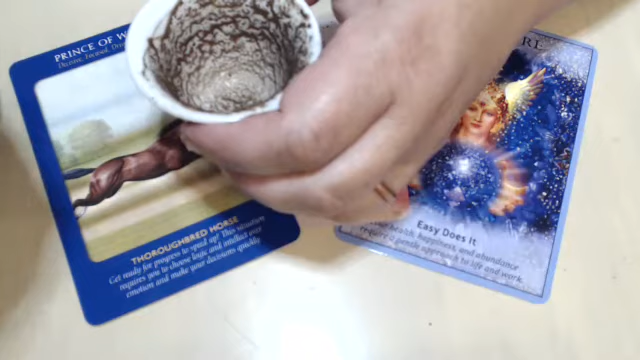 PRINCE OF
THOROUGHBRED HORSE
Get ready for progress to speed up! This situation
requires you to choose logic and intellect over
emotion and make your decisions quickly.
Easy Does It
health, happiness, and abundance
require a gentle approach to life and work.